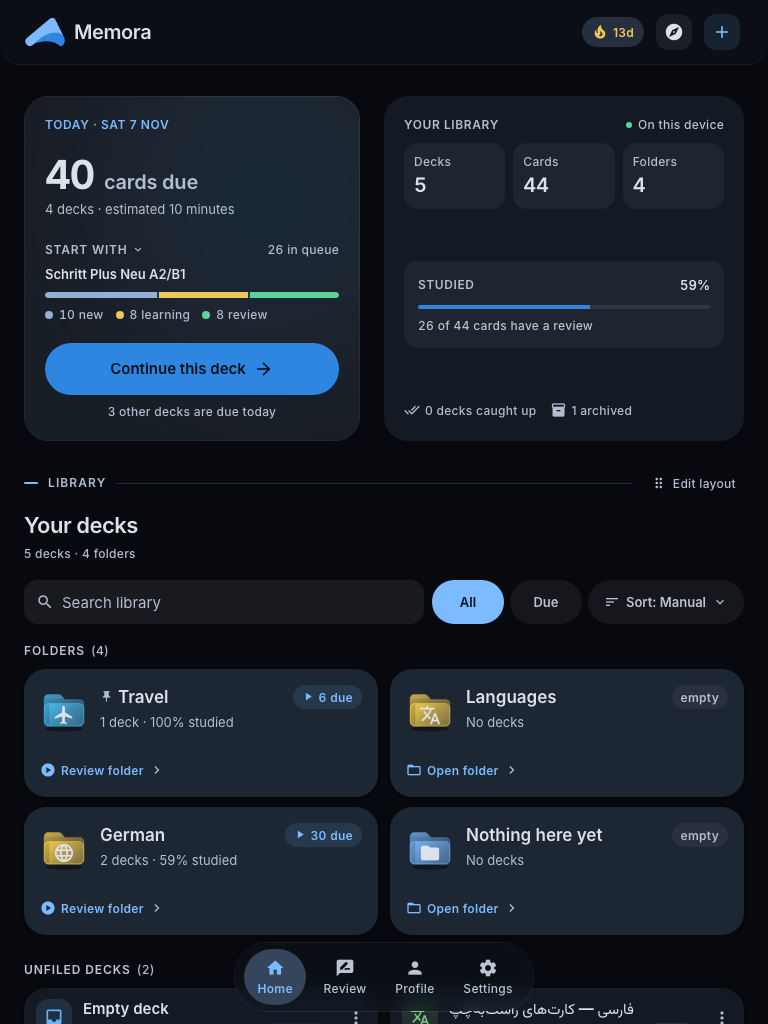 Memora
13d
TODAY · SAT 7 NOV
40 cards due
4 decks · estimated 10 minutes
START WITH
26 in queue
Schritt Plus Neu A2/B1
10 new
8 learning
8 review
Continue this deck
3 other decks are due today
YOUR LIBRARY
On this device
Decks
5
Cards
44
Folders
4
STUDIED
59%
26 of 44 cards have a review
0 decks caught up
1 archived
LIBRARY
Edit layout
Your decks
5 decks · 4 folders
Search library
All
Due
Sort: Manual
FOLDERS (4)
Travel
6 due
1 deck · 100% studied
Review folder
Languages
empty
No decks
Open folder
German
30 due
2 decks · 59% studied
Review folder
Nothing here yet
empty
No decks
Open folder
UNFILED DECKS (2)
Empty deck
فارسی — کارت‌های راست‌به‌چپ
Home
Review
Profile
Settings